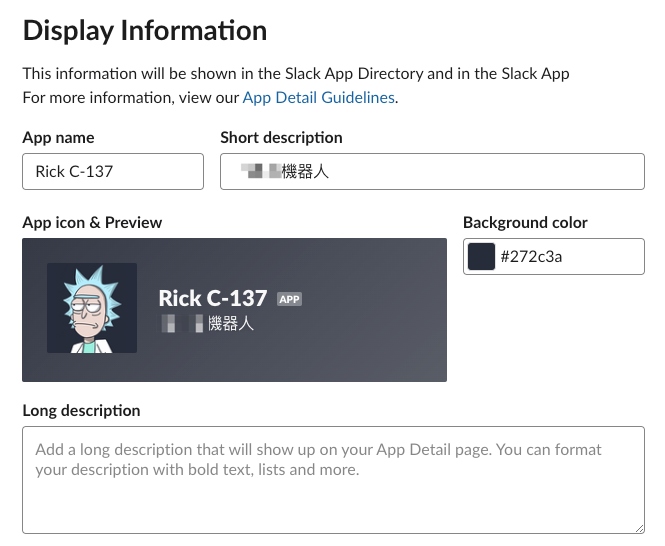 Display Information
This information will be shown in the Slack App Directory and in the Slack App
For more information, view our App Detail Guidelines.
App name
Short description
Rick C-137
機器人
App icon & Preview
Background color
#272c3a
Rick C-137 APP
機器人
Long description
Add a long description that will show up on your App Detail page. You can format
your description with bold text, lists and more.